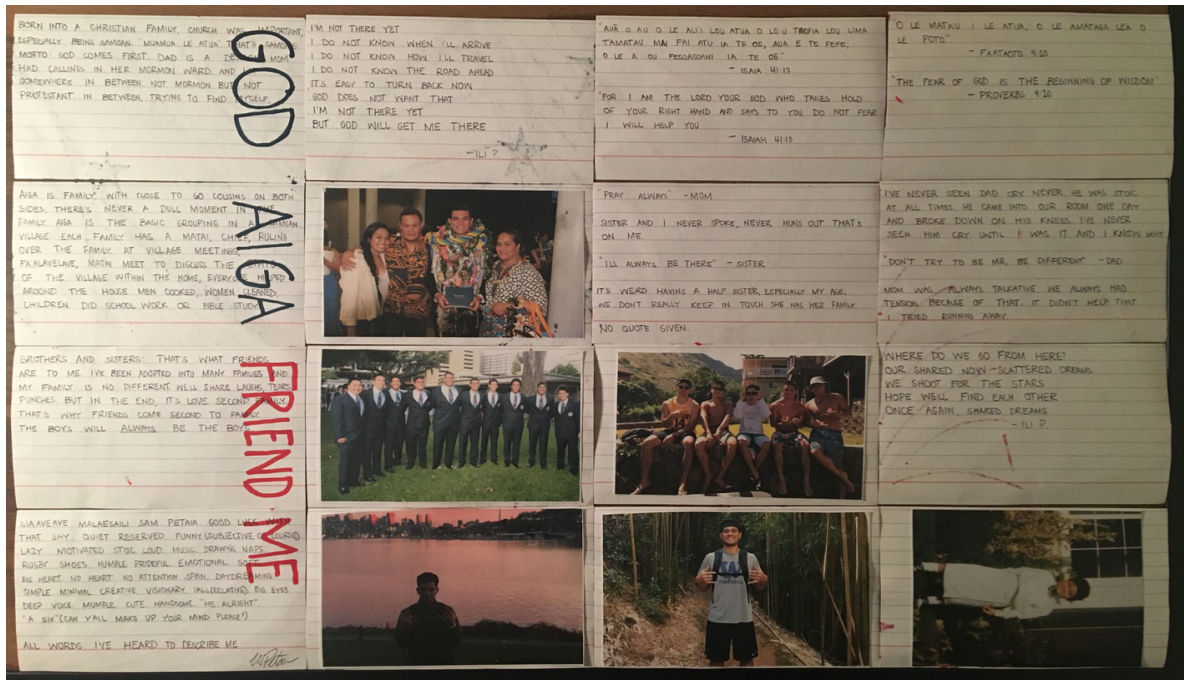 BORN INTO A CHRISTIAN FAMILY, CHURCH WAS IMPORTANT,
ESPECIALLY BEING SAMOAN. "MUAMUA LE ATUA" THAT'S SAMOAS
MOTTO: GOD COMES FIRST. DAD IS A MOM
HAD CALLINGS IN HER MORMON WARD, AND
SOMEWHERE IN BETWEEN. NOT MORMON BUT NOT
PROTESTANT IN BETWEEN, TRYING TO FIND MYSELF.
GOD
I'M NOT THERE YET
I DO NOT KNOW WHEN I'LL ARRIVE
I DO NOT KNOW HOW I'LL TRAVEL
I DO NOT KNOW THE ROAD AHEAD
IT'S EASY TO TURN BACK NOW
GOD DOES NOT WANT THAT
I'M NOT THERE YET
BUT GOD WILL GET ME THERE
-ILI P
"AUĀ O AU O LE ALI'I LOU ATUA O LOU TAOFIA LOU LIMA
TAMATAU MAI FAI ATU IA TE OE, AUA E TE FEFE,
O LE A OU FEOASOANI IA TE OE"
- ISAIA 41:13
"FOR I AM THE LORD YOUR GOD WHO TAKES HOLD
OF YOUR RIGHT HAND AND SAYS TO YOU, DO NOT FEAR
I WILL HELP YOU
- ISAIAH 41:13
O LE MATA'U I LE ATUA, O LE AMATAGA LEA O
LE POTO"
- FAATAOTO 9:10
"THE FEAR OF GOD IS THE BEGINNING OF WISDOM"
- PROVERBS 9:10
AIGA IS FAMILY. WITH CLOSE TO 60 COUSINS ON BOTH
SIDES, THERE'S NEVER A DULL MOMENT IN THE
FAMILY. AIGA IS THE BASIC GROUPING IN A SAMOAN
VILLAGE EACH FAMILY HAS A MATAI, CHIEF, RULING
OVER THE FAMILY. AT VILLAGE MEETINGS,
FA'ALAVELAVE, MATAI MEET TO DISCUSS THE
OF THE VILLAGE WITHIN THE HOME, EVERYONE HELPED
AROUND THE HOUSE MEN COOKED, WOMEN CLEANED,
CHILDREN DID SCHOOL WORK OR BIBLE STUDY
AIGA
"PRAY ALWAYS" -MOM
SISTER AND I NEVER SPOKE, NEVER HUNG OUT THAT'S
ON ME.
"I'LL ALWAYS BE THERE" - SISTER
IT'S WEIRD HAVING A HALF SISTER, ESPECIALLY MY AGE.
WE DON'T REALLY KEEP IN TOUCH. SHE HAS HER FAMILY
NO QUOTE GIVEN.
I'VE NEVER SEEN DAD CRY. NEVER. HE WAS STOIC
AT ALL TIMES. HE CAME INTO OUR ROOM ONE DAY
AND BROKE DOWN ON HIS KNEES. I'VE NEVER
SEEN HIM CRY UNTIL I WAS 17 AND I KNOW WHY
"DON'T TRY TO BE ME, BE DIFFERENT" -DAD
MOM WAS ALWAYS TALKATIVE WE ALWAYS HAD
TENSION BECAUSE OF THAT. IT DIDN'T HELP THAT
I TRIED RUNNING AWAY
BROTHERS AND SISTERS: THAT'S WHAT FRIENDS
ARE TO ME. I'VE BEEN ADOPTED INTO MANY FAMILIES AND
MY FAMILY IS NO DIFFERENT WE'LL SHARE LAUGHS, TEARS
PUNCHES. BUT IN THE END, IT'S LOVE SECOND FAMILY
THAT'S WHY FRIENDS COME SECOND TO FAMILY.
THE BOYS WILL ALWAYS BE THE BOYS
FRIEND
WHERE DO WE GO FROM HERE?
OUR SHARED NOW - SCATTERED DREAMS
WE SHOOT FOR THE STARS
HOPE WE'LL FIND EACH OTHER
ONCE AGAIN, SHARED DREAMS
- ILI P.
MAAVEAVE MALAESAILI SAM PETAIA GOOD LUCK WITH
THAT SHY QUIET RESERVED FUNNY (SUBJECTIVE OF COURSE)
LAZY MOTIVATED STOIC LOUD. MUSIC DRAWING NAPS
RUGBY. SHOES. HUMBLE PRIDEFUL EMOTIONAL. SOFT
BIG HEART. NO HEART. NO ATTENTION SPAN. DAYDREAMING
SIMPLE MINIMAL CREATIVE VISIONARY TALL (RELATIVE). BIG EYES
DEEP VOICE MUMBLE CUTE HANDSOME. "HE ALRIGHT"
"A SIX" (CAN Y'ALL MAKE UP YOUR MIND PLEASE?)
ALL WORDS I'VE HEARD TO DESCRIBE ME
ME